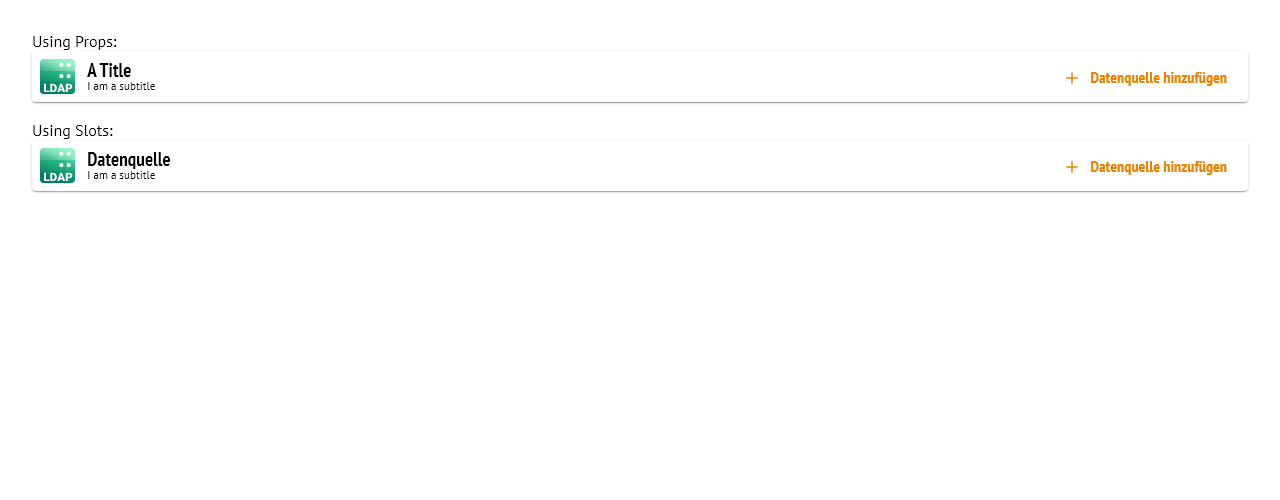 Using Props:
LDAP
A Title
I am a subtitle
Datenquelle hinzufügen
Using Slots:
LDAP
Datenquelle
I am a subtitle
Datenquelle hinzufügen